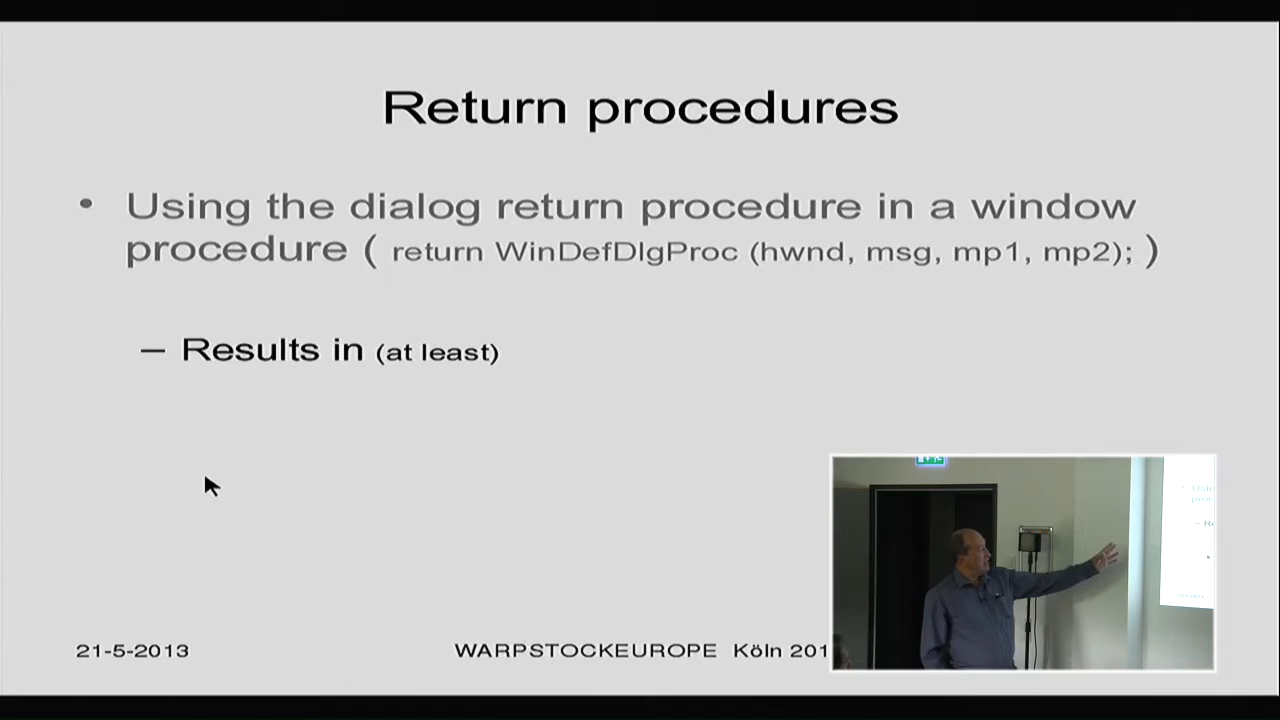 Return procedures
• Using the dialog return procedure in a window
procedure ( return WinDefDlgProc (hwnd, msg, mp1, mp2); )
– Results in (at least)
21-5-2013
WARPSTOCKEUROPE Köln 201